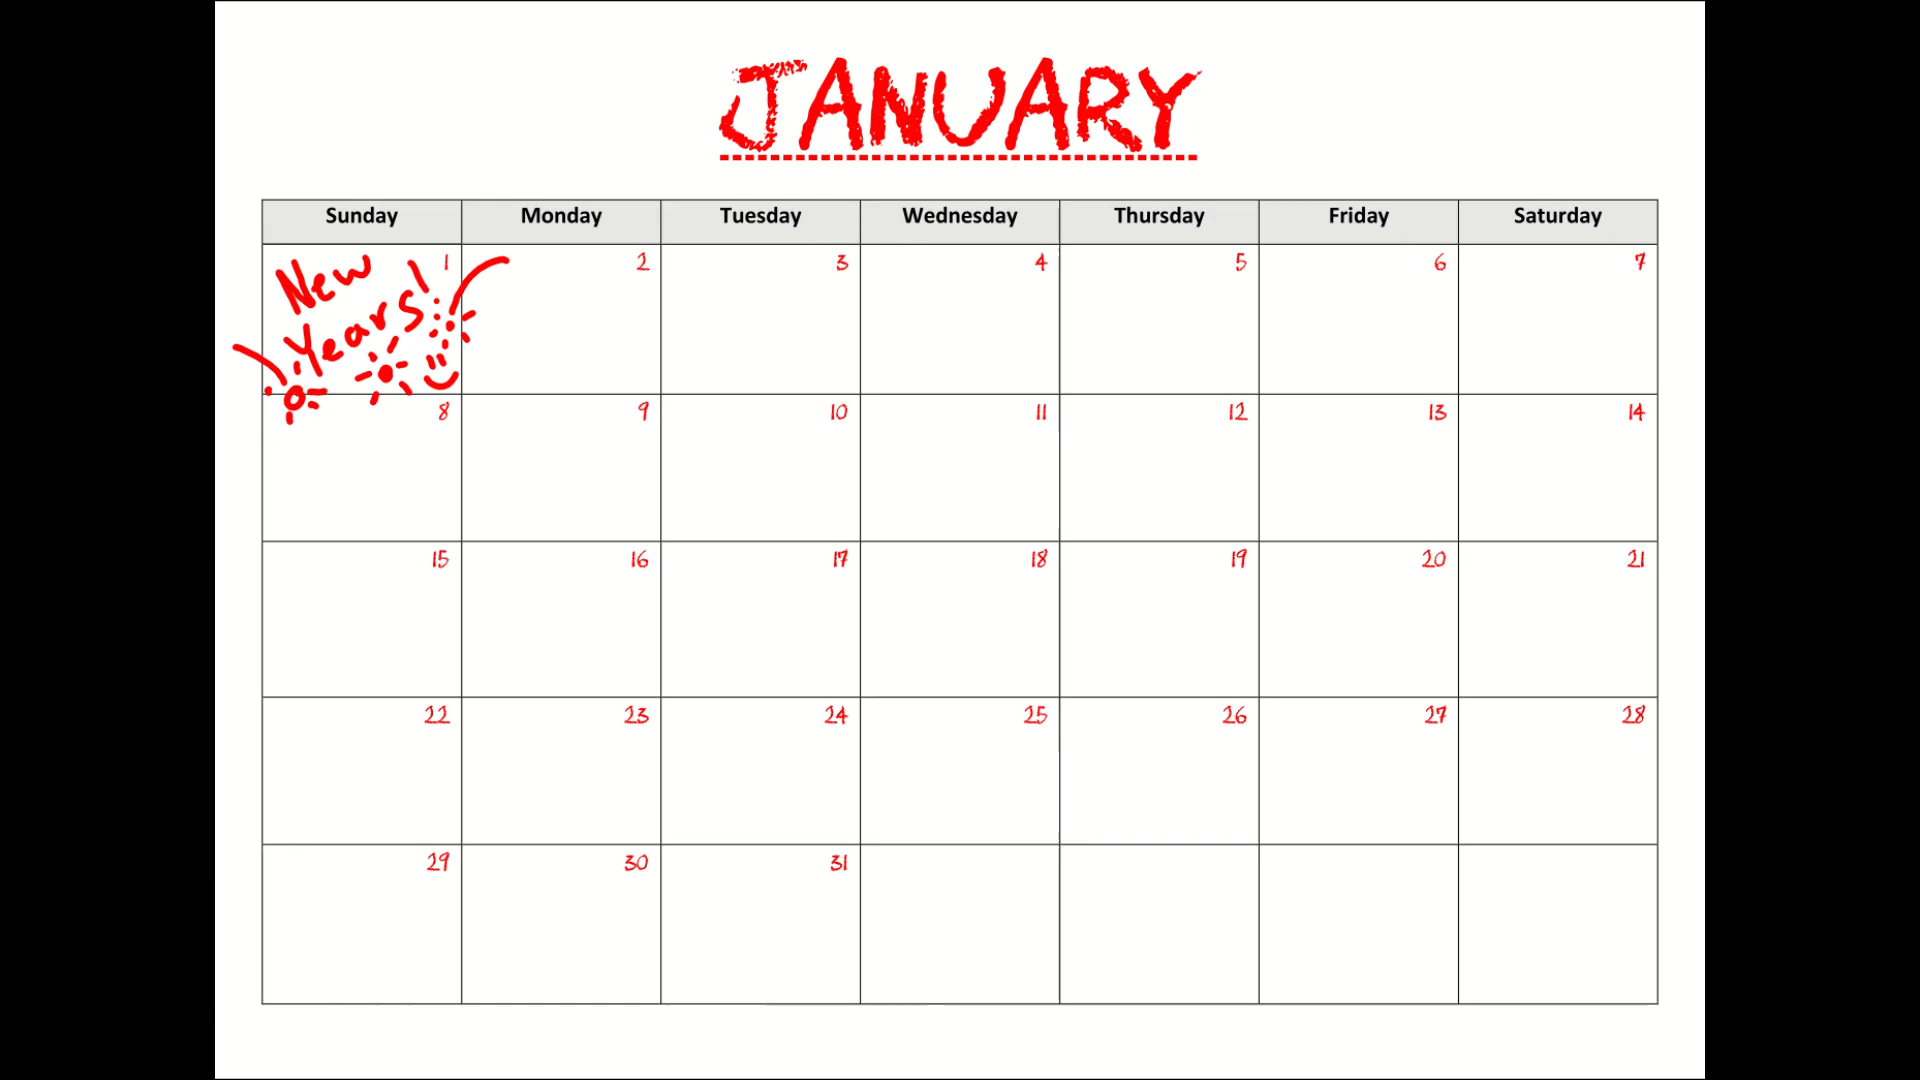 JANUARY
Sunday Monday Tuesday Wednesday Thursday Friday Saturday
1 2 3 4 5 6 7
New
Years!
8 9 10 11 12 13 14
15 16 17 18 19 20 21
22 23 24 25 26 27 28
29 30 31